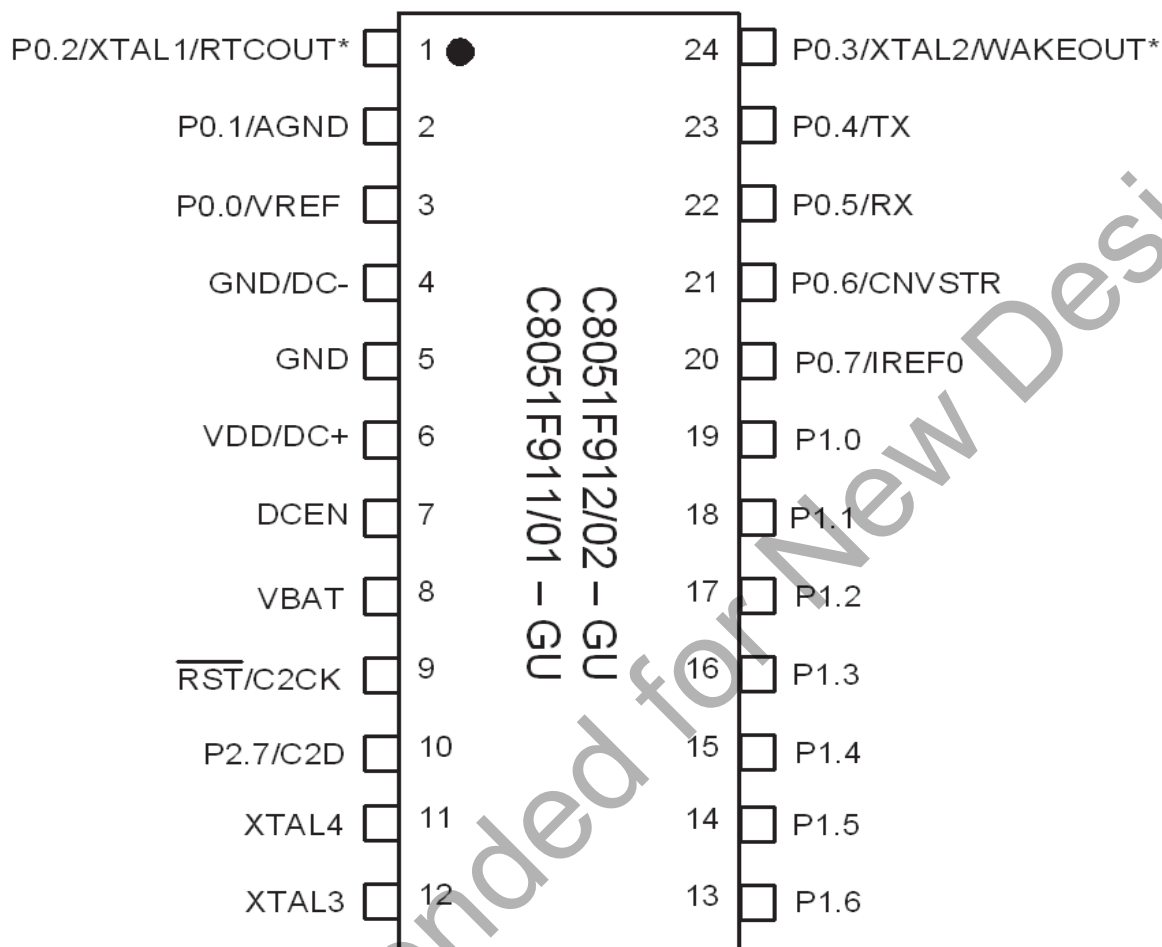 P0.2/XTAL1/RTCOUT*
1
24
P0.3/XTAL2/WAKEOUT*
P0.1/AGND
2
23
P0.4/TX
P0.0/VREF
3
22
P0.5/RX
GND/DC-
4
21
P0.6/CNVSTR
GND
5
20
P0.7/IREF0
VDD/DC+
6
19
P1.0
DCEN
7
18
P1.1
VBAT
8
17
P1.2
RST/C2CK
9
16
P1.3
P2.7/C2D
10
15
P1.4
XTAL4
11
14
P1.5
XTAL3
12
13
P1.6
C8051F912/02 – GU
C8051F911/01 – GU
for New